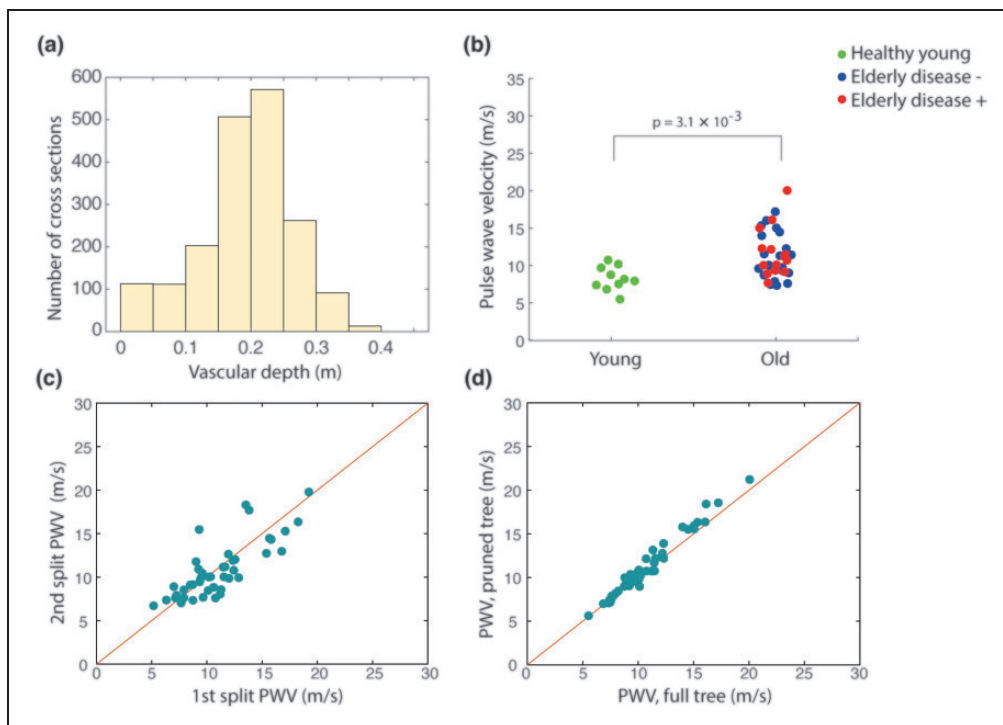 (a)
Number of cross sections
600
500
400
300
200
100
0
0 0.1 0.2 0.3 0.4
Vascular depth (m)
(b)
Healthy young
Elderly disease -
Elderly disease +
Pulse wave velocity (m/s)
35
30
25
20
15
10
5
0
p = 3.1 × 10-3
Young Old
(c)
2nd split PWV (m/s)
30
25
20
15
10
5
0
0 5 10 15 20 25 30
1st split PWV (m/s)
(d)
PWV, pruned tree (m/s)
30
25
20
15
10
5
0
0 5 10 15 20 25 30
PWV, full tree (m/s)